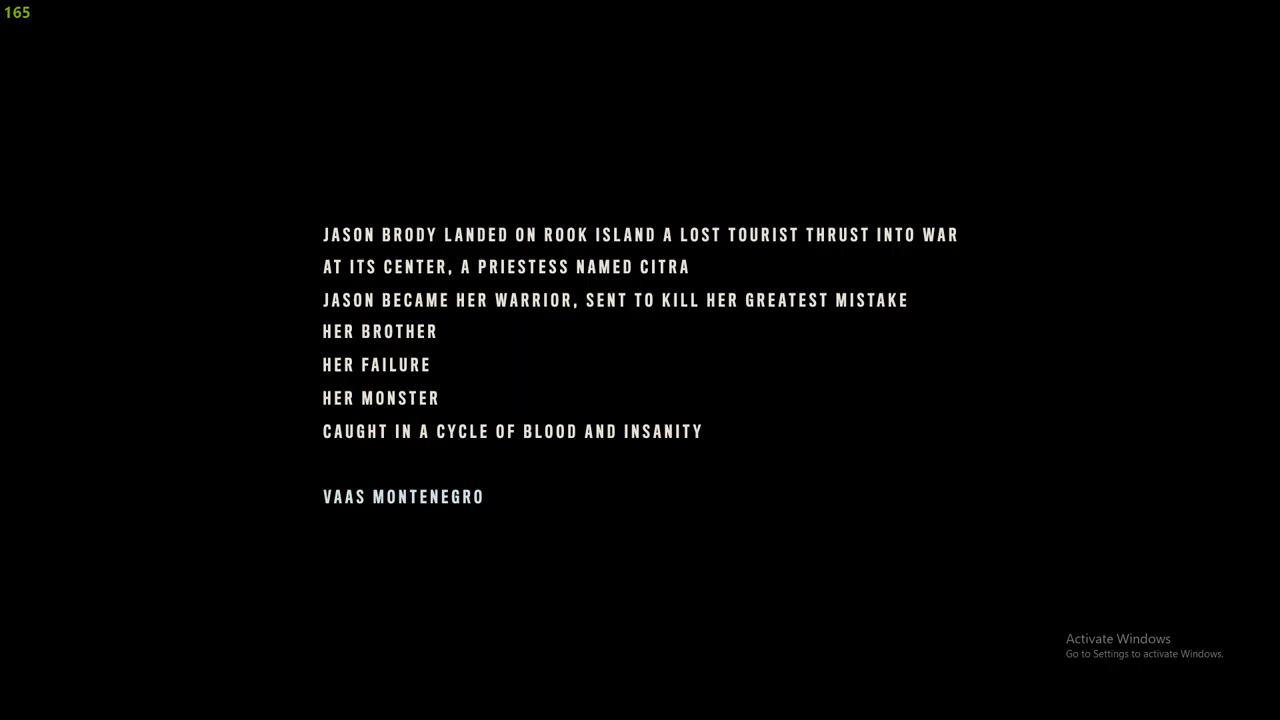 165
JASON BRODY LANDED ON ROOK ISLAND A LOST TOURIST THRUST INTO WAR
AT ITS CENTER, A PRIESTESS NAMED CITRA
JASON BECAME HER WARRIOR, SENT TO KILL HER GREATEST MISTAKE
HER BROTHER
HER FAILURE
HER MONSTER
CAUGHT IN A CYCLE OF BLOOD AND INSANITY
VAAS MONTENEGRO
Activate Windows
Go to Settings to activate Windows.